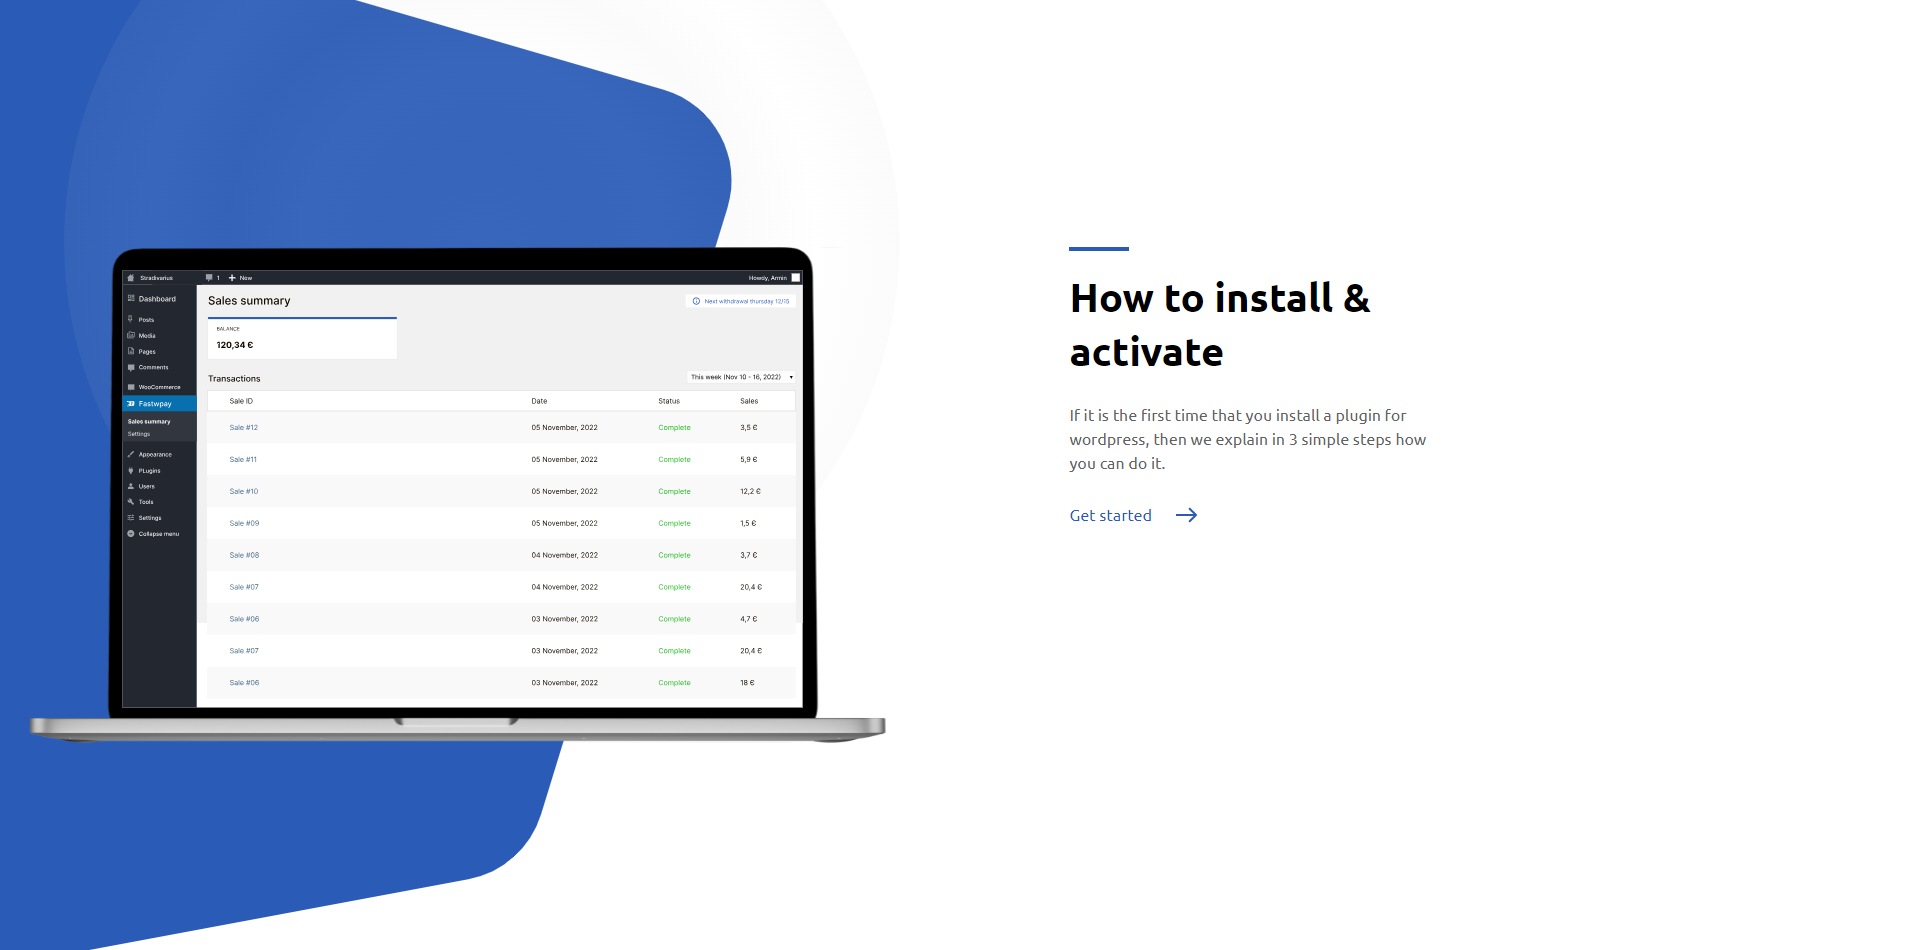 Stradivarius
1
New
Howdy, Armin
Dashboard
Posts
Media
Pages
Comments
WooCommerce
Fastwpay
Sales summary
Settings
Appearance
PLugins
Users
Tools
Settings
Collapse menu
Sales summary
Next withdrawal thursday 12/15
BALANCE
120,34 €
Transactions
This week (Nov 10 - 16, 2022)
Sale ID Date Status Sales
Sale #12 05 November, 2022 Complete 3,5 €
Sale #11 05 November, 2022 Complete 5,9 €
Sale #10 05 November, 2022 Complete 12,2 €
Sale #09 05 November, 2022 Complete 1,5 €
Sale #08 04 November, 2022 Complete 3,7 €
Sale #07 04 November, 2022 Complete 20,4 €
Sale #06 03 November, 2022 Complete 4,7 €
Sale #07 03 November, 2022 Complete 20,4 €
Sale #06 03 November, 2022 Complete 18 €
How to install &
activate
If it is the first time that you install a plugin for
wordpress, then we explain in 3 simple steps how
you can do it.
Get started